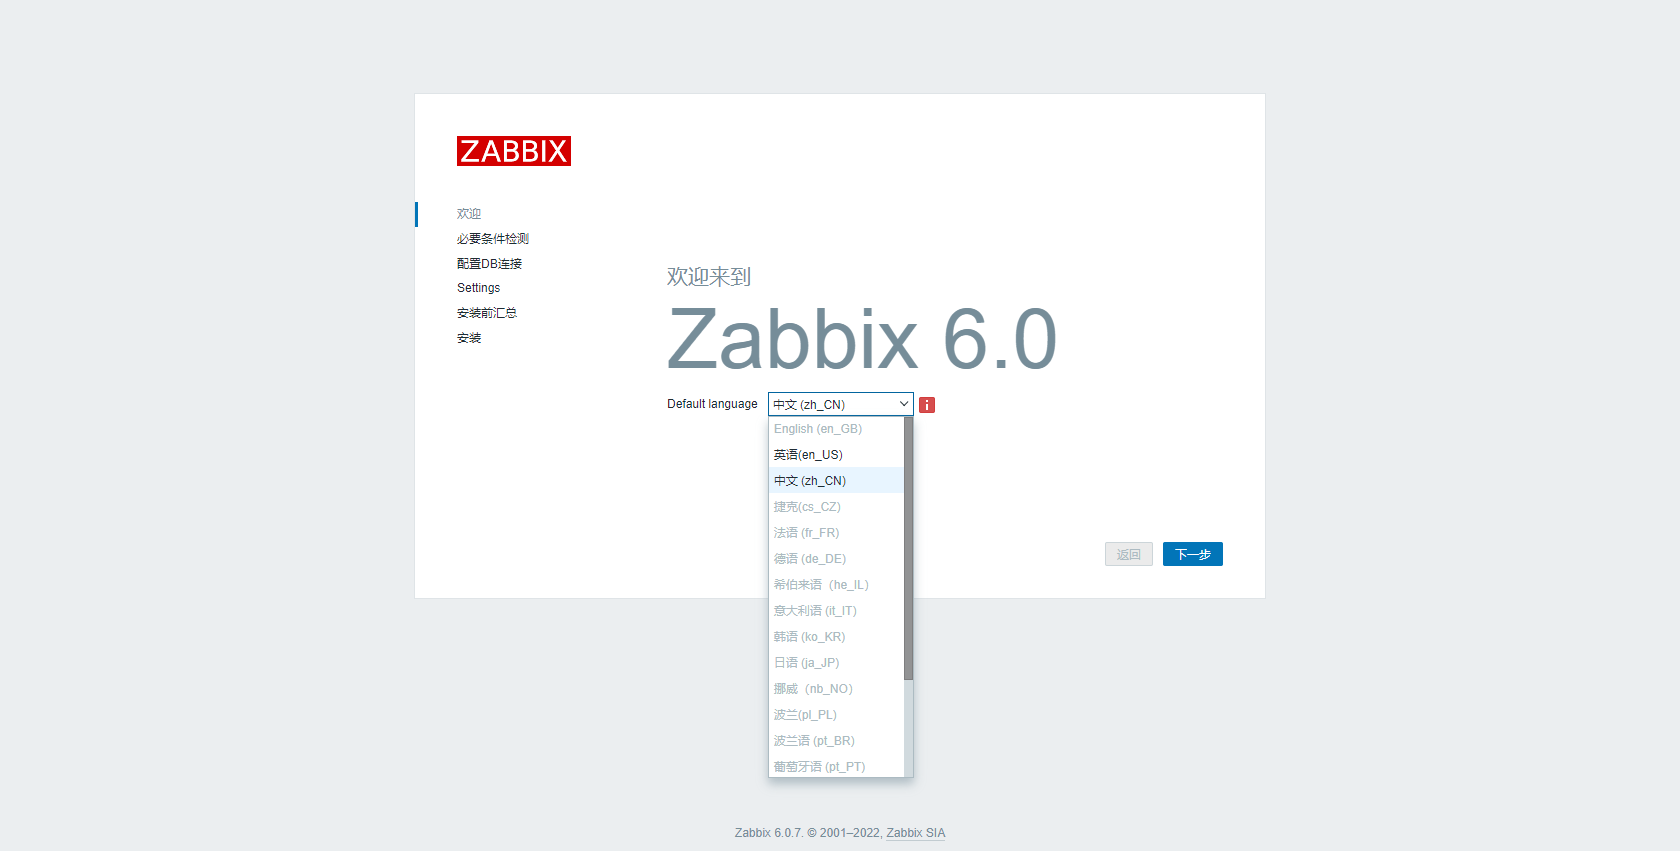 ZABBIX
欢迎
必要条件检测
配置DB连接
Settings
安装前汇总
安装
欢迎来到
Zabbix 6.0
Default language 中文 (zh_CN) i
English (en_GB)
英语(en_US)
中文 (zh_CN)
捷克(cs_CZ)
法语 (fr_FR)
德语 (de_DE)
希伯来语（he_IL）
意大利语 (it_IT)
韩语 (ko_KR)
日语 (ja_JP)
挪威（nb_NO）
波兰(pl_PL)
波兰语 (pt_BR)
葡萄牙语 (pt_PT)
返回 下一步
Zabbix 6.0.7. © 2001–2022, Zabbix SIA